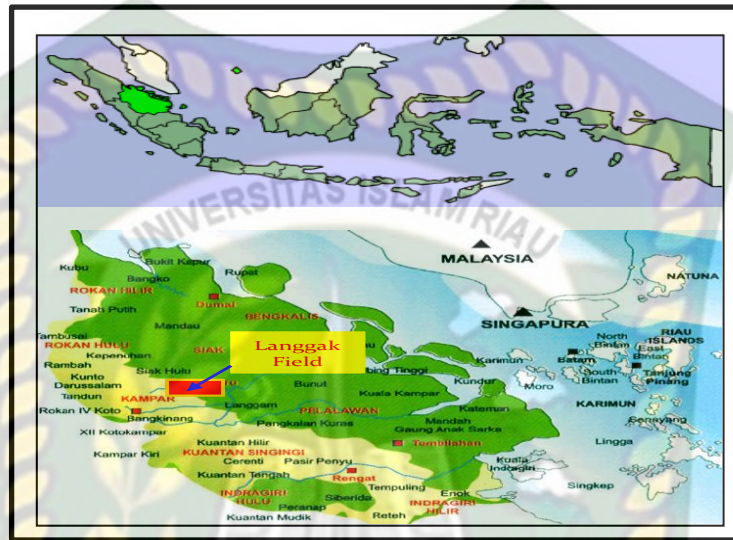 UNIVERSITAS ISLAM RIAU
MALAYSIA
NATUNA
SINGAPURA
RIAU
ISLANDS
North
Bintan
East
Bintan
Batam
Tanjung
Pinang
South
Bintan
Karimun
Moro
KARIMUN
Senayang
Lingga
Singkep
Kubu
Bukit Kapur
Bangko
Rupat
ROKAN HILIR
Dumai
Tanah Putih
BENGKALIS
Mandau
Tambusai
ROKAN HULU
SIAK
Kepenuhan
Langgak
Field
Rambah
Siak Hulu
Kunto
Darussalam
Bunut
Tebing Tinggi
Kundur
Kuala Kampar
Tandun
KAMPAR
Langgam
Rokan IV Koto
Bangkinang
PELALAWAN
Kateman
Pangkalan Kuras
Mandah
Gaung Anak Sarka
XII Kotokampar
Kuantan Hilir
Tembilahan
Kampar Kiri
KUANTAN SINGINGI
Cerenti
Pasir Penyu
Kuala
Indragiri
Kuantan Tengah
Rengat
Tempuling
INDRAGIRI
HULU
Siberida
Enok
INDRAGIRI
HILIR
Peranap
Kuantan Mudik
Reteh